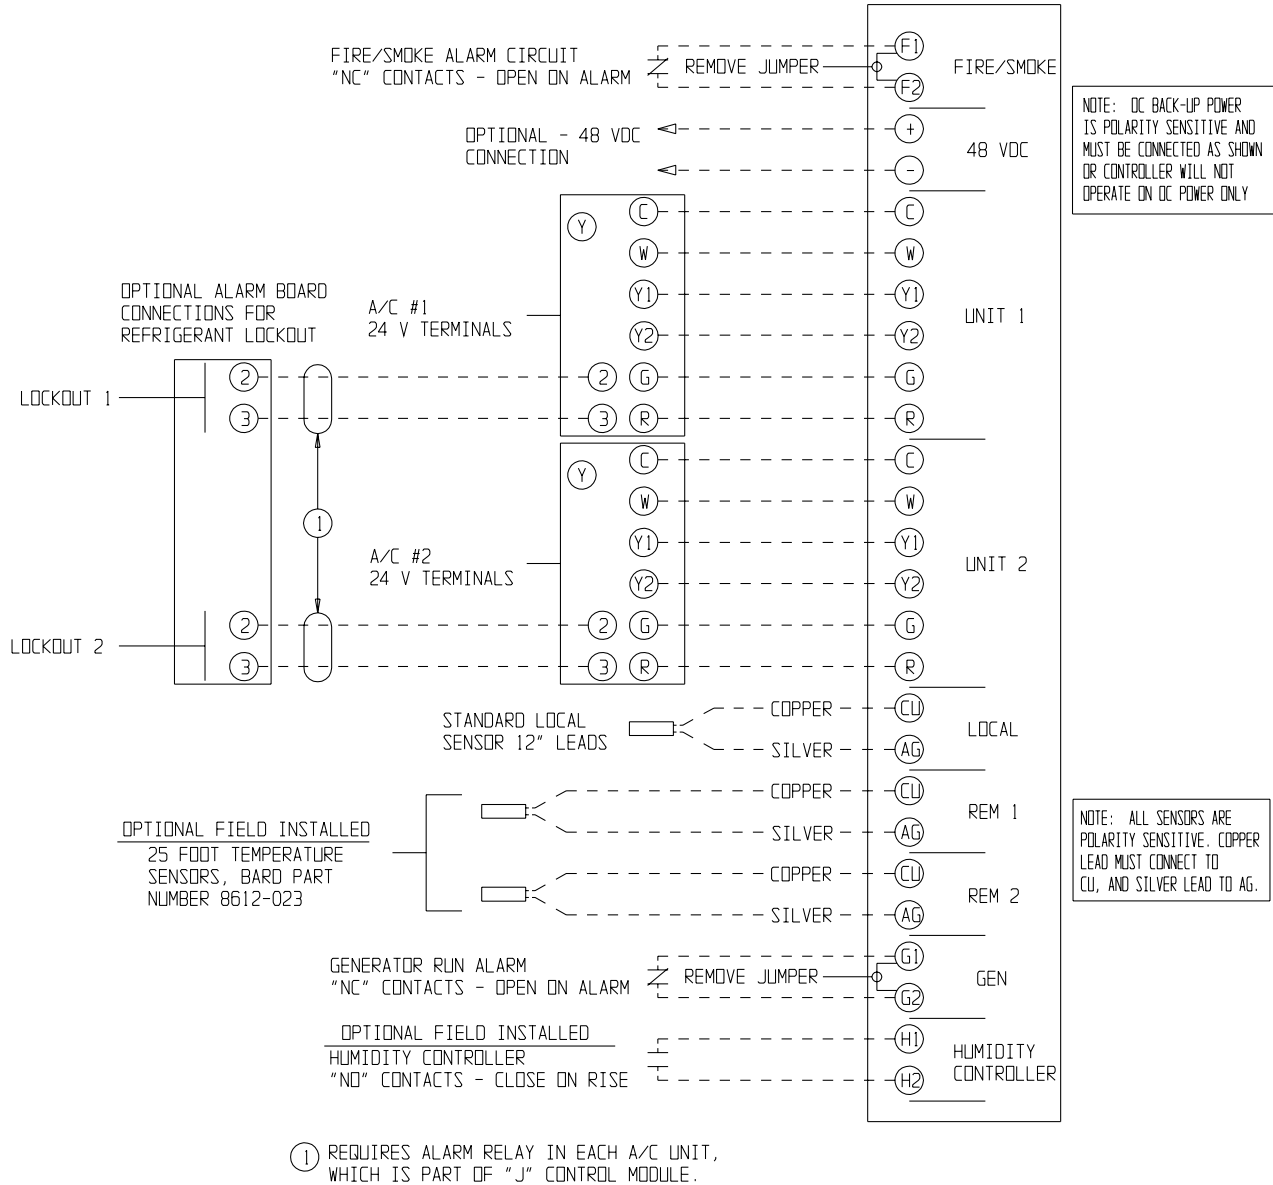 FIRE/SMOKE ALARM CIRCUIT
"NC" CONTACTS - OPEN ON ALARM
REMOVE JUMPER
F1
F2
FIRE/SMOKE
NOTE: DC BACK-UP POWER
IS POLARITY SENSITIVE AND
MUST BE CONNECTED AS SHOWN
OR CONTROLLER WILL NOT
OPERATE ON DC POWER ONLY
OPTIONAL - 48 VDC
CONNECTION
+
-
48 VDC
Y
C
W
Y1
Y2
2 G
3 R
C
W
Y1
Y2
G
R
UNIT 1
A/C #1
24 V TERMINALS
OPTIONAL ALARM BOARD
CONNECTIONS FOR
REFRIGERANT LOCKOUT
LOCKOUT 1
2
3
1
LOCKOUT 2
2
3
A/C #2
24 V TERMINALS
Y
C
W
Y1
Y2
2 G
3 R
C
W
Y1
Y2
G
R
UNIT 2
STANDARD LOCAL
SENSOR 12" LEADS
COPPER
SILVER
CU
AG
LOCAL
OPTIONAL FIELD INSTALLED
25 FOOT TEMPERATURE
SENSORS, BARD PART
NUMBER 8612-023
COPPER
SILVER
CU
AG
REM 1
COPPER
SILVER
CU
AG
REM 2
NOTE: ALL SENSORS ARE
POLARITY SENSITIVE. COPPER
LEAD MUST CONNECT TO
CU, AND SILVER LEAD TO AG.
GENERATOR RUN ALARM
"NC" CONTACTS - OPEN ON ALARM
REMOVE JUMPER
G1
G2
GEN
OPTIONAL FIELD INSTALLED
HUMIDITY CONTROLLER
"NO" CONTACTS - CLOSE ON RISE
H1
H2
HUMIDITY
CONTROLLER
1 REQUIRES ALARM RELAY IN EACH A/C UNIT,
WHICH IS PART OF "J" CONTROL MODULE.